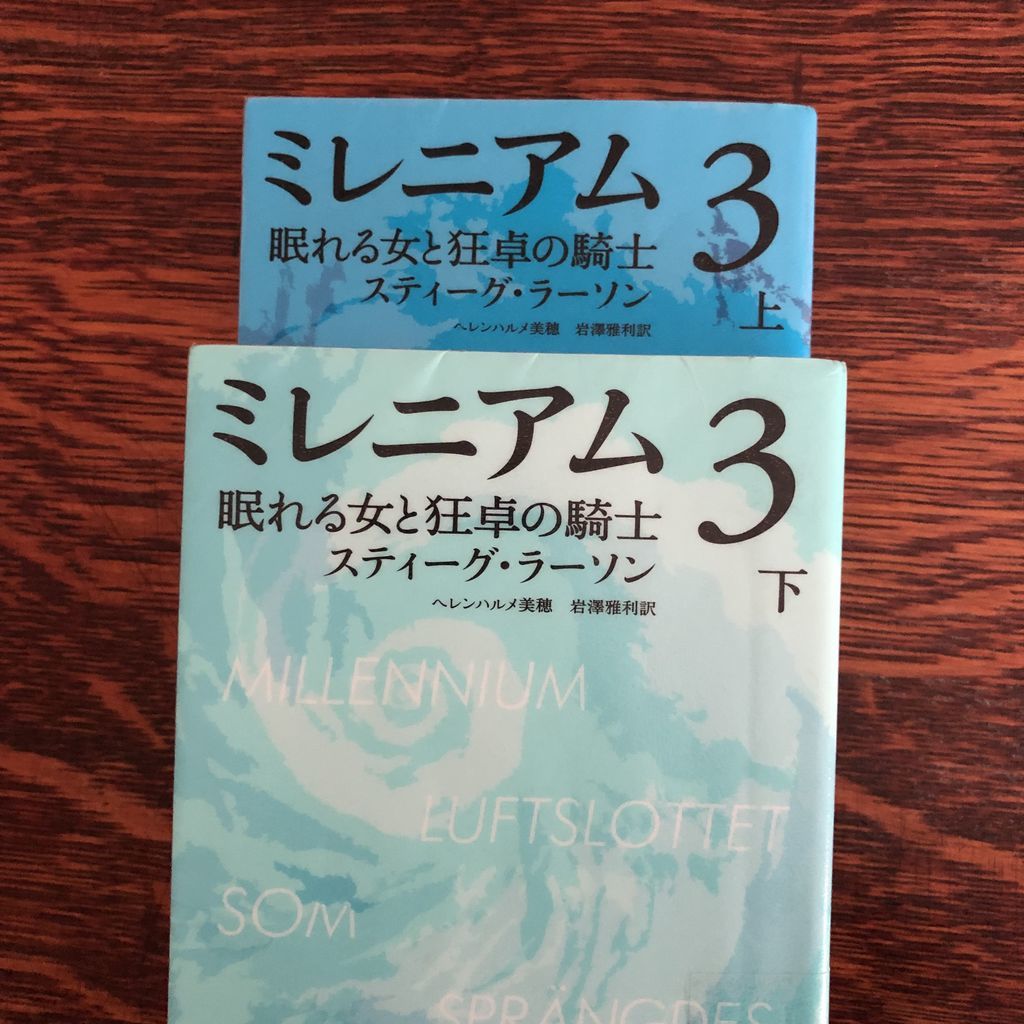 ミレニアム 3
眠れる女と狂卓の騎士
スティーグ・ラーソン
上
ヘレンハルメ美穂 岩澤雅利訳
ミレニアム 3
眠れる女と狂卓の騎士
スティーグ・ラーソン
下
ヘレンハルメ美穂 岩澤雅利訳
MILLENNIUM
LUFTSLOTTET
SOM
SPRÄNGDES